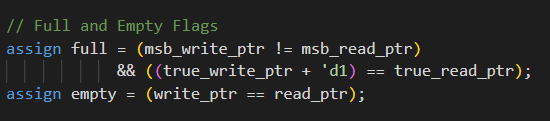 // Full and Empty Flags
assign full = (msb_write_ptr != msb_read_ptr)
&& ((true_write_ptr + 'd1) == true_read_ptr);
assign empty = (write_ptr == read_ptr);